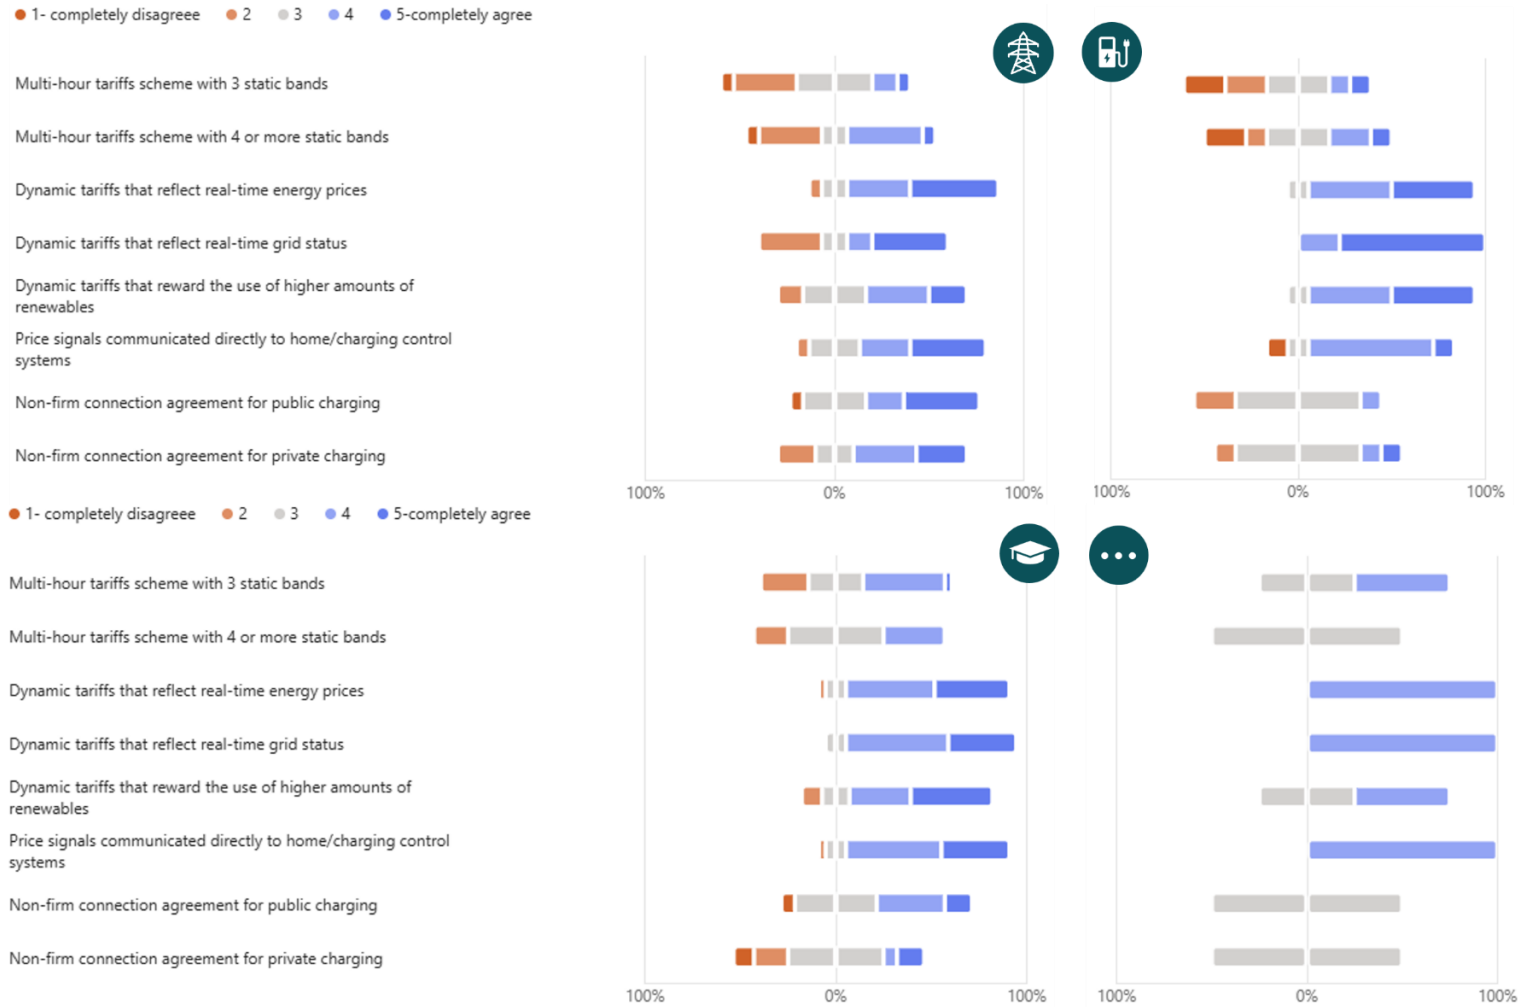 1- completely disagreee 2 3 4 5-completely agree
Multi-hour tariffs scheme with 3 static bands
Multi-hour tariffs scheme with 4 or more static bands
Dynamic tariffs that reflect real-time energy prices
Dynamic tariffs that reflect real-time grid status
Dynamic tariffs that reward the use of higher amounts of
renewables
Price signals communicated directly to home/charging control
systems
Non-firm connection agreement for public charging
Non-firm connection agreement for private charging
100% 0% 100% 100% 0% 100%
1- completely disagreee 2 3 4 5-completely agree
Multi-hour tariffs scheme with 3 static bands
Multi-hour tariffs scheme with 4 or more static bands
Dynamic tariffs that reflect real-time energy prices
Dynamic tariffs that reflect real-time grid status
Dynamic tariffs that reward the use of higher amounts of
renewables
Price signals communicated directly to home/charging control
systems
Non-firm connection agreement for public charging
Non-firm connection agreement for private charging
100% 0% 100% 100% 0% 100%